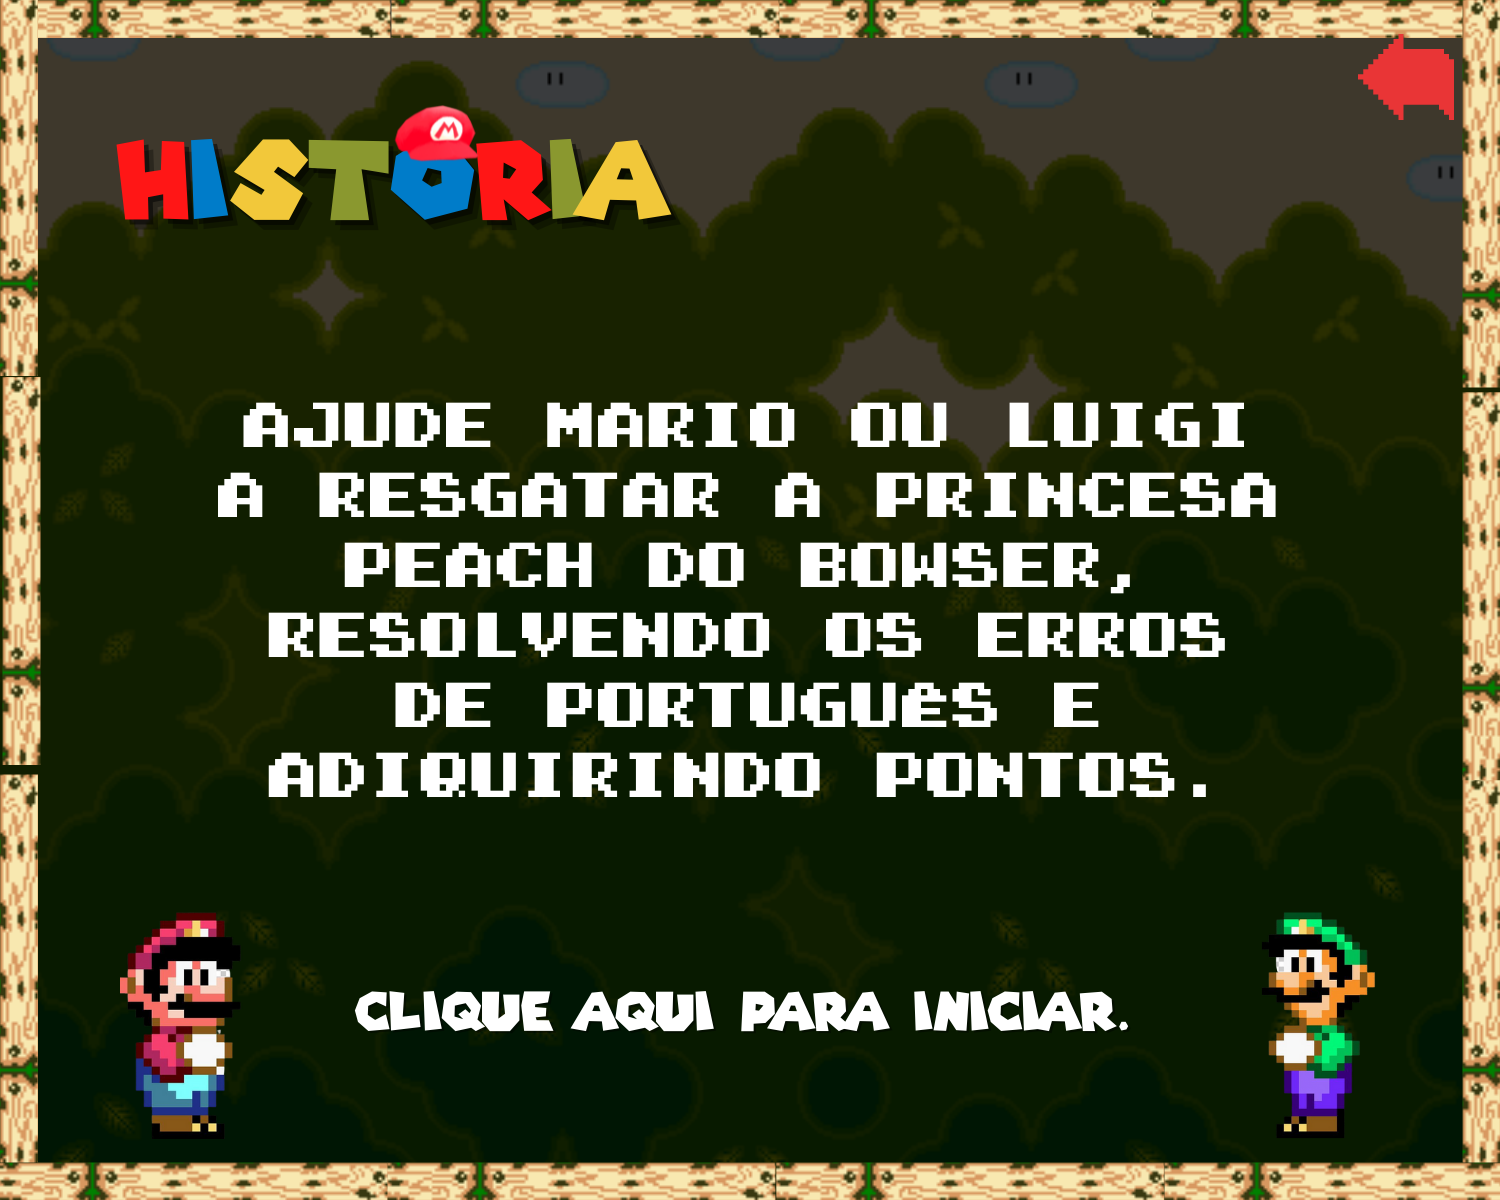 HISTORIA
AJUDE MARIO OU LUIGI
A RESGATAR A PRINCESA
PEACH DO BOWSER,
RESOLVENDO OS ERROS
DE PORTUGUêS E
ADIQUIRINDO PONTOS.
CLIQUE AQUI PARA INICIAR.